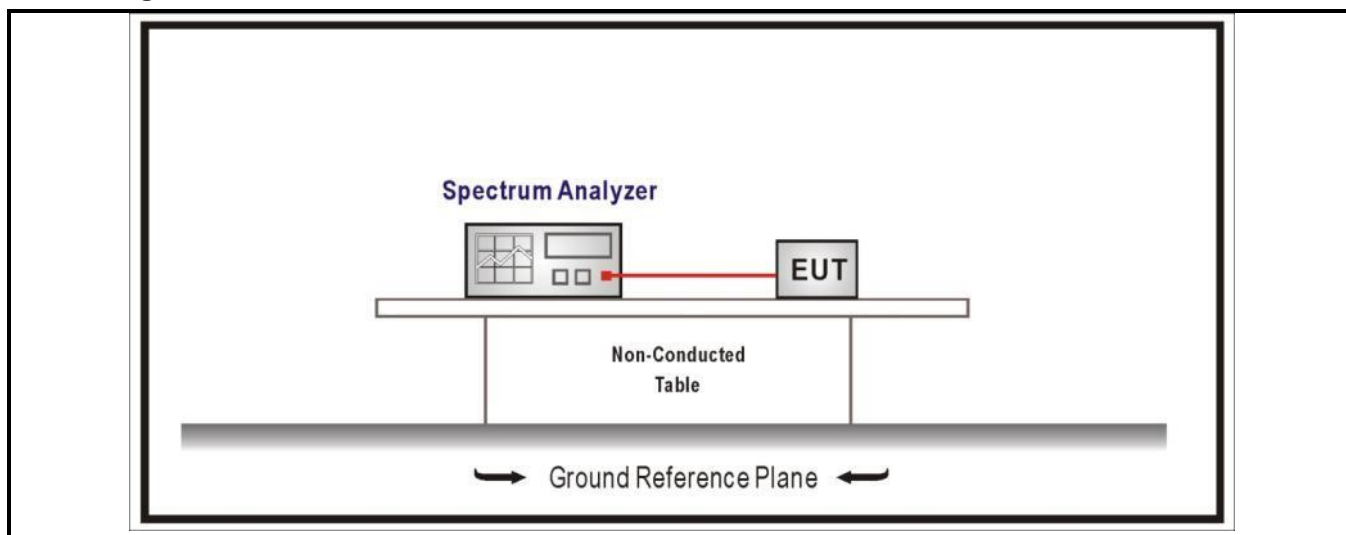 Spectrum Analyzer
EUT
Non-Conducted
Table
Ground Reference Plane